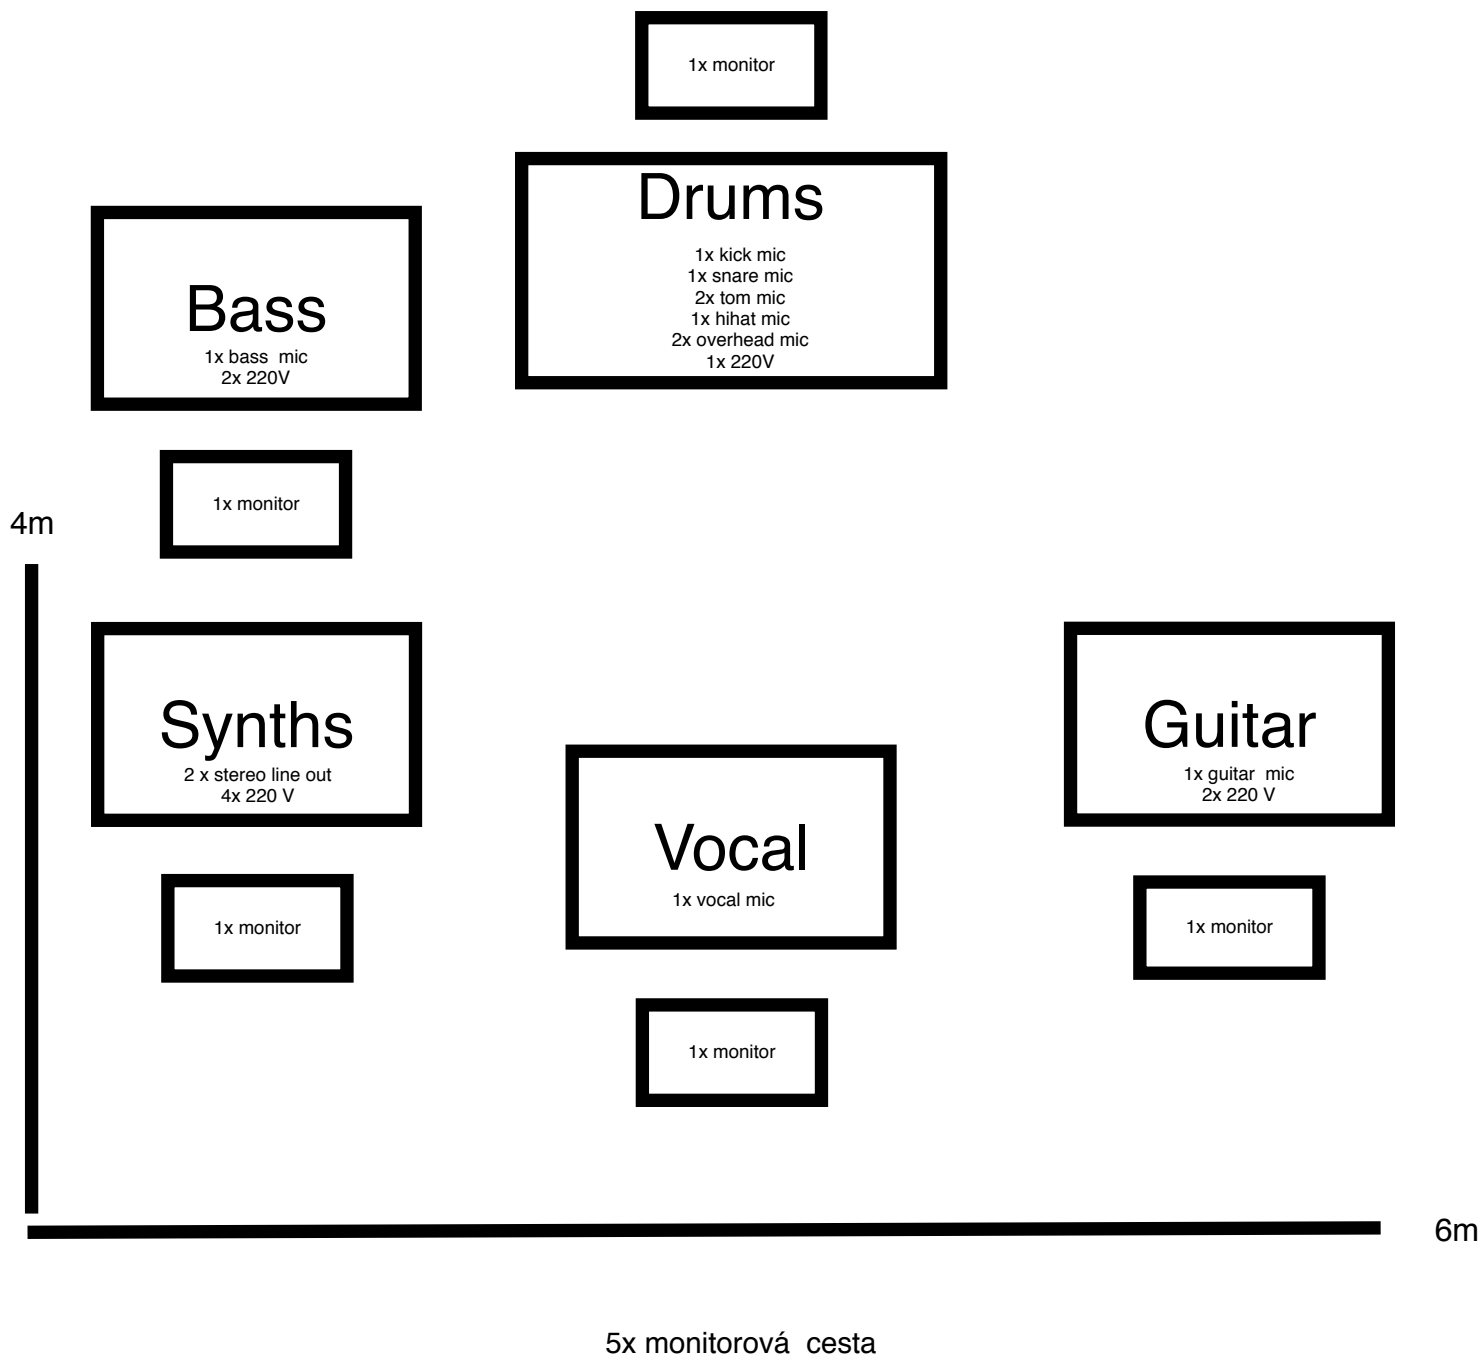 1x monitor
Drums
1x kick mic
1x snare mic
2x tom mic
1x hihat mic
2x overhead mic
1x 220V
Bass
1x bass  mic
2x 220V
1x monitor
4m
Synths
2 x stereo line out
4x 220 V
1x monitor
Vocal
1x vocal mic
1x monitor
Guitar
1x guitar  mic
2x 220 V
1x monitor
6m
5x monitorová  cesta